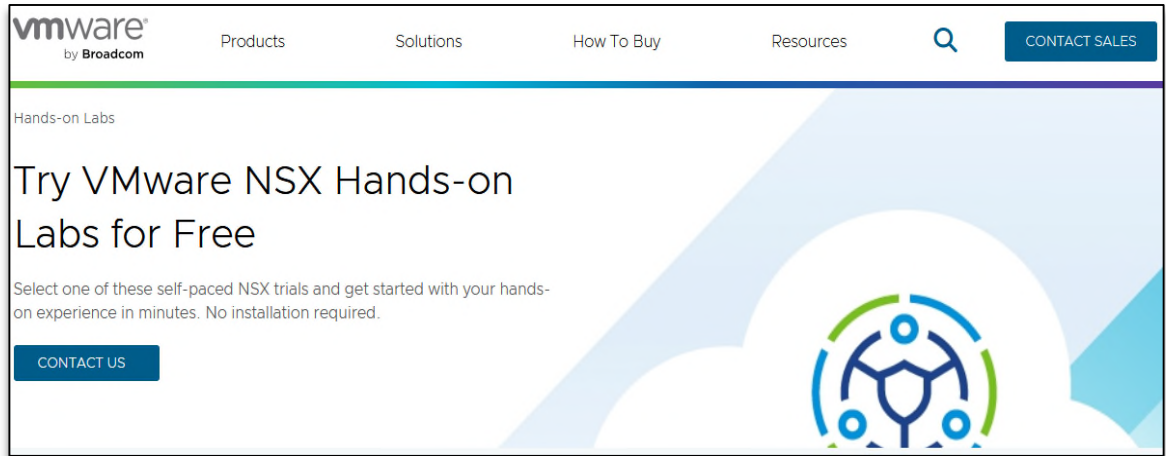 vmware®
by Broadcom
Products
Solutions
How To Buy
Resources
CONTACT SALES
Hands-on Labs
Try VMware NSX Hands-on
Labs for Free
Select one of these self-paced NSX trials and get started with your hands-
on experience in minutes. No installation required.
CONTACT US